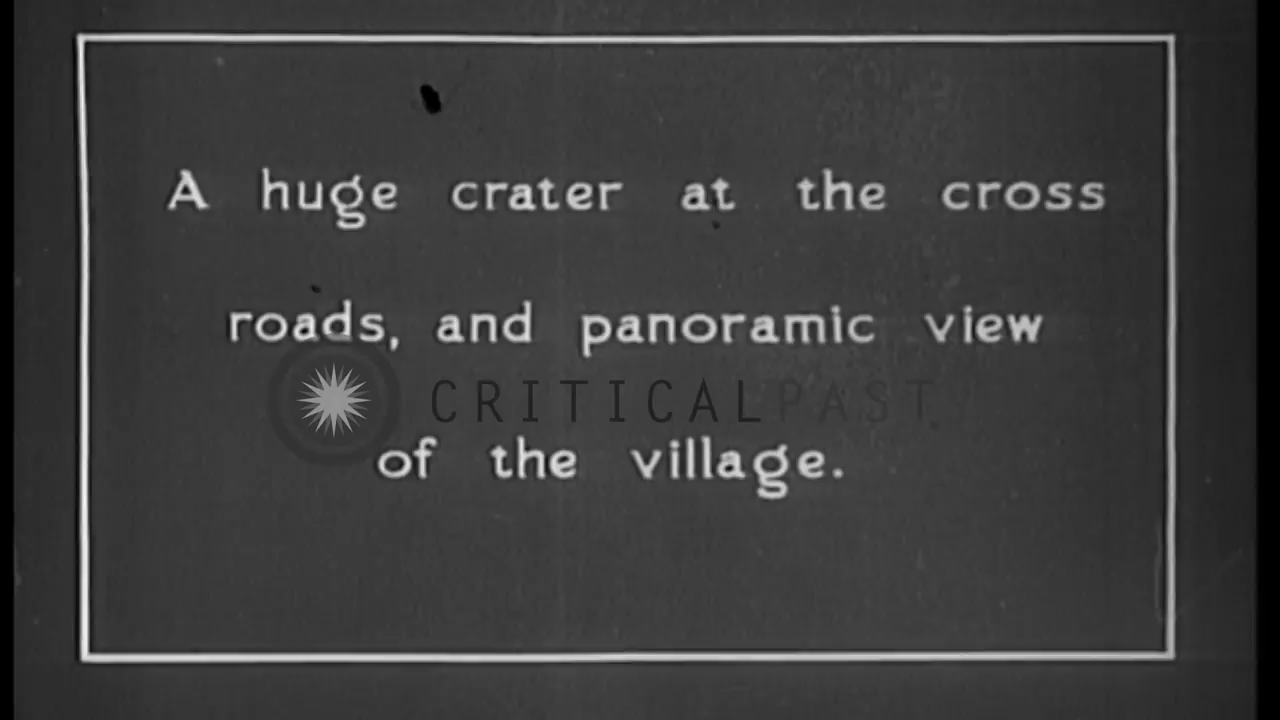 A huge crater at the cross
roads, and panoramic view
CRITICALPAST
of the village.